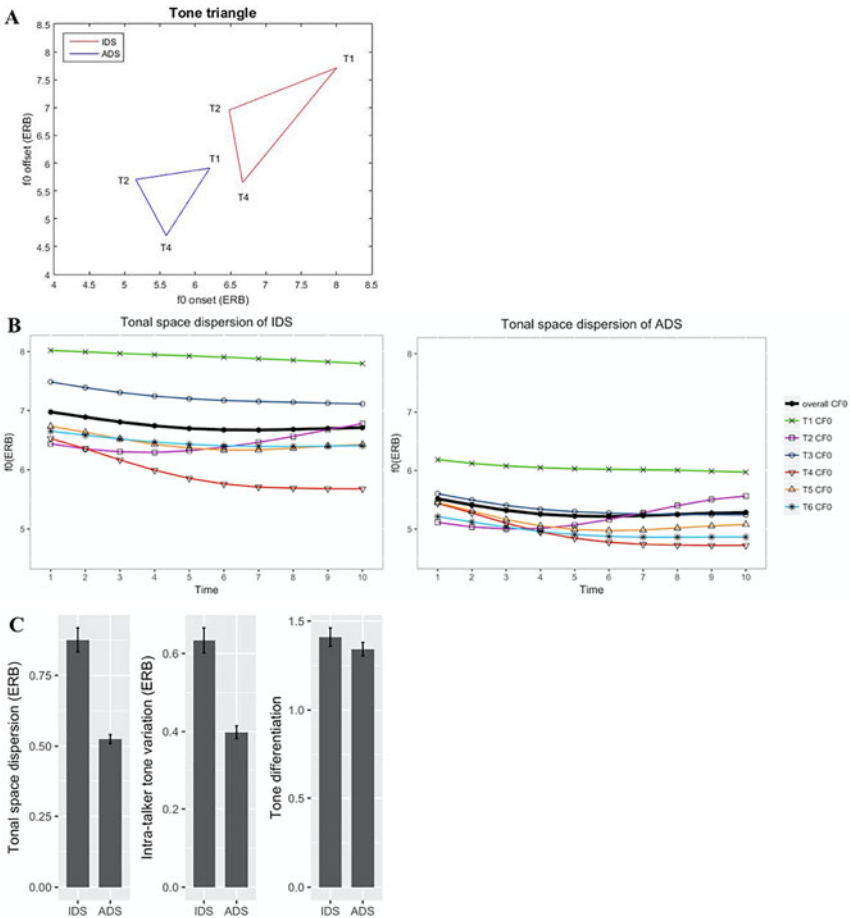 A
Tone triangle
IDS
ADS
f0 offset (ERB)
8.5
8
7.5
7
6.5
6
5.5
5
4.5
4
T1
T2
T4
T1
T2
T4
4 4.5 5 5.5 6 6.5 7 7.5 8 8.5
f0 onset (ERB)
B
Tonal space dispersion of IDS
f0(ERB)
8
7
6
5
1 2 3 4 5 6 7 8 9 10
Time
Tonal space dispersion of ADS
f0(ERB)
8
7
6
5
1 2 3 4 5 6 7 8 9 10
Time
overall CF0
T1 CF0
T2 CF0
T3 CF0
T4 CF0
T5 CF0
T6 CF0
C
Tonal space dispersion (ERB)
0.75
0.50
0.25
0.00
IDS ADS
Intra-talker tone variation (ERB)
0.6
0.4
0.2
0.0
IDS ADS
Tone differentiation
1.5
1.0
0.5
0.0
IDS ADS